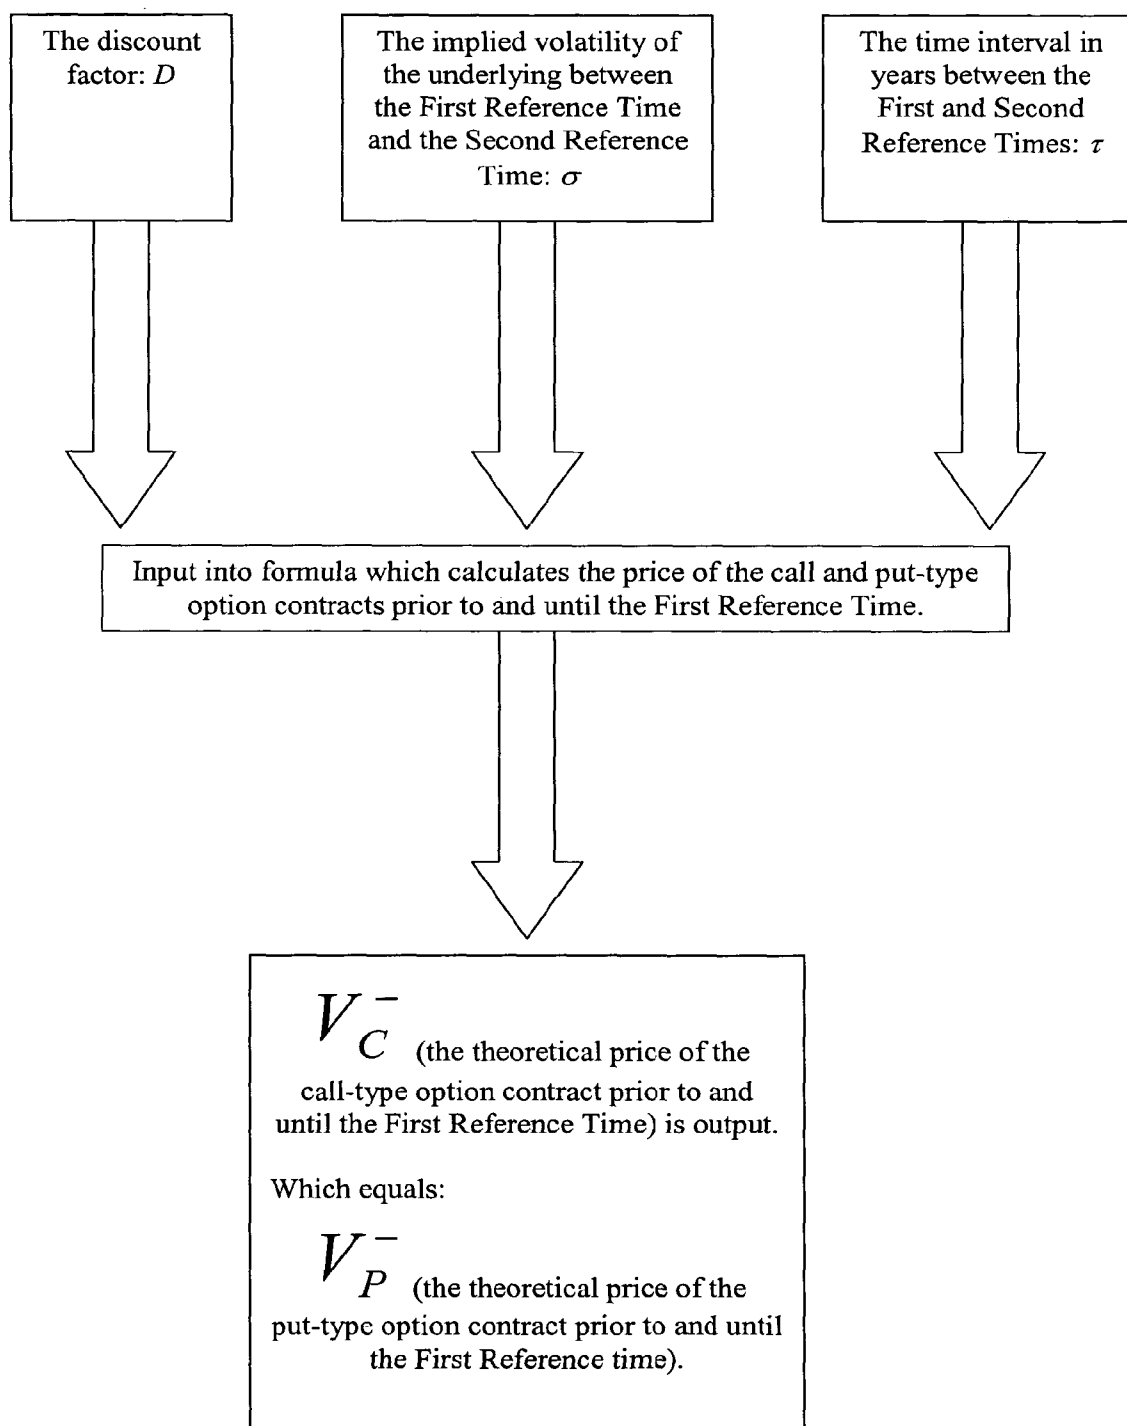 The discount
factor: D
The implied volatility of
the underlying between
the First Reference Time
and the Second Reference
Time: σ
The time interval in
years between the
First and Second
Reference Times: τ
Input into formula which calculates the price of the call and put-type
option contracts prior to and until the First Reference Time.
V_C^- (the theoretical price of the
call-type option contract prior to and
until the First Reference Time) is output.
Which equals:
V_P^- (the theoretical price of the
put-type option contract prior to and until
the First Reference time).